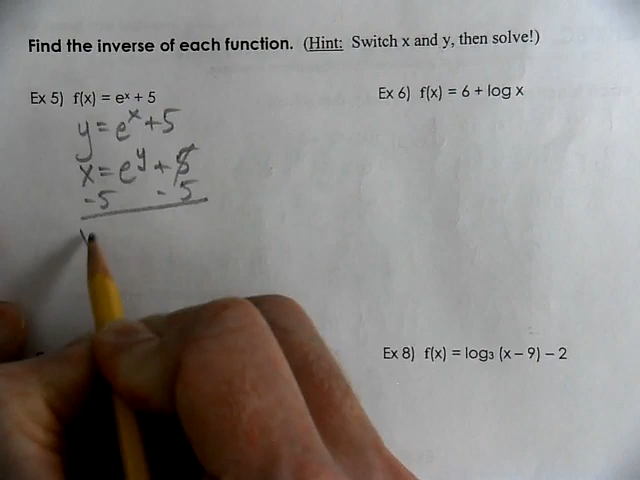 Find the inverse of each function. (Hint: Switch x and y, then solve!)
Ex 5) f(x) = eˣ + 5
y = eˣ + 5
x = eʸ + 5
-5 - 5
Ex 6) f(x) = 6 + log x
Ex 8) f(x) = log₃ (x – 9) – 2